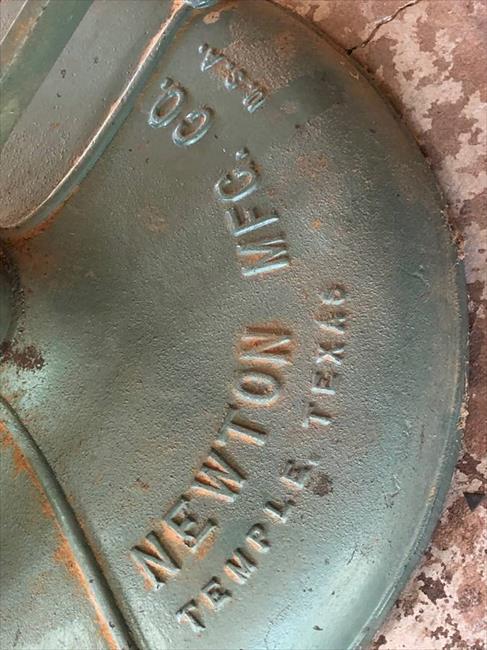 NEWTON MFG. CO.
TEMPLE, TEXAS U.S.A.